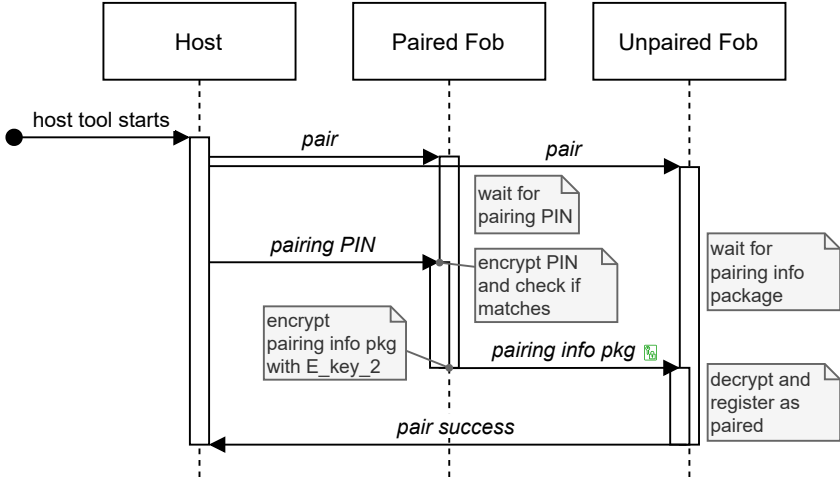 Host
Paired Fob
Unpaired Fob
host tool starts
pair
pair
wait for
pairing PIN
pairing PIN
wait for
pairing info
package
encrypt PIN
and check if
matches
encrypt
pairing info pkg
with E_key_2
pairing info pkg
decrypt and
register as
paired
pair success